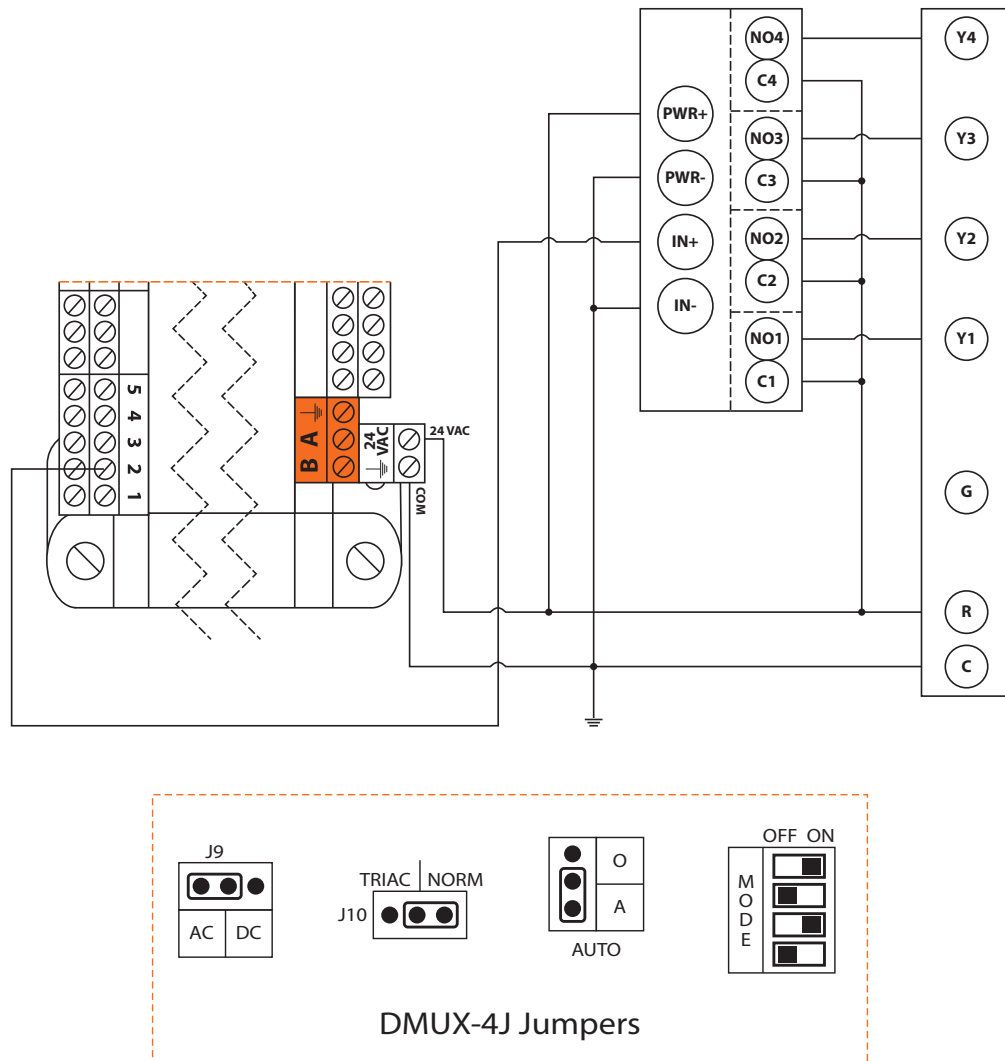 NO4
Y4
C4
PWR+
NO3
Y3
C3
PWR-
NO2
Y2
IN+
C2
IN-
NO1
Y1
C1
5
4
3
2
1
B A
24
VAC
24 VAC
COM
G
R
C
J9
AC DC
TRIAC NORM
J10
O
A
AUTO
OFF ON
MODE
DMUX-4J Jumpers